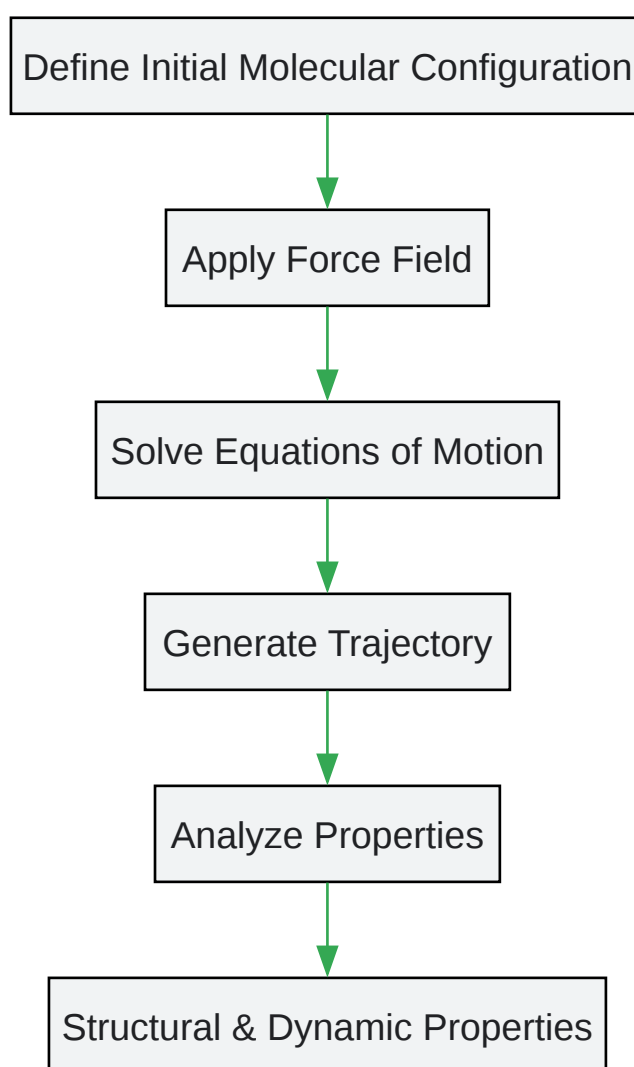 Define Initial Molecular Configuration
Apply Force Field
Solve Equations of Motion
Generate Trajectory
Analyze Properties
Structural & Dynamic Properties